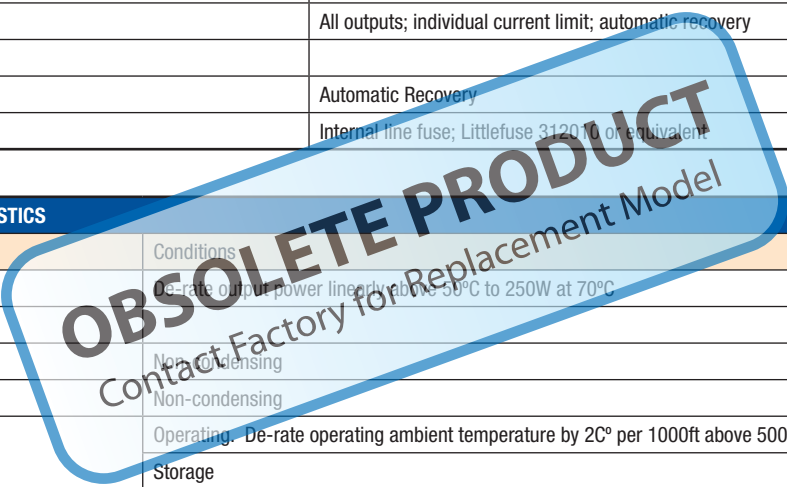 All outputs; individual current limit; automatic recovery
Automatic Recovery
Internal line fuse; Littlefuse 312010 or equivalent
STICS
Conditions
De-rate output power linearly above 50ºC to 250W at 70ºC
Non-condensing
Non-condensing
Operating. De-rate operating ambient temperature by 2Cº per 1000ft above 500
Storage
OBSOLETE PRODUCT
Contact Factory for Replacement Model